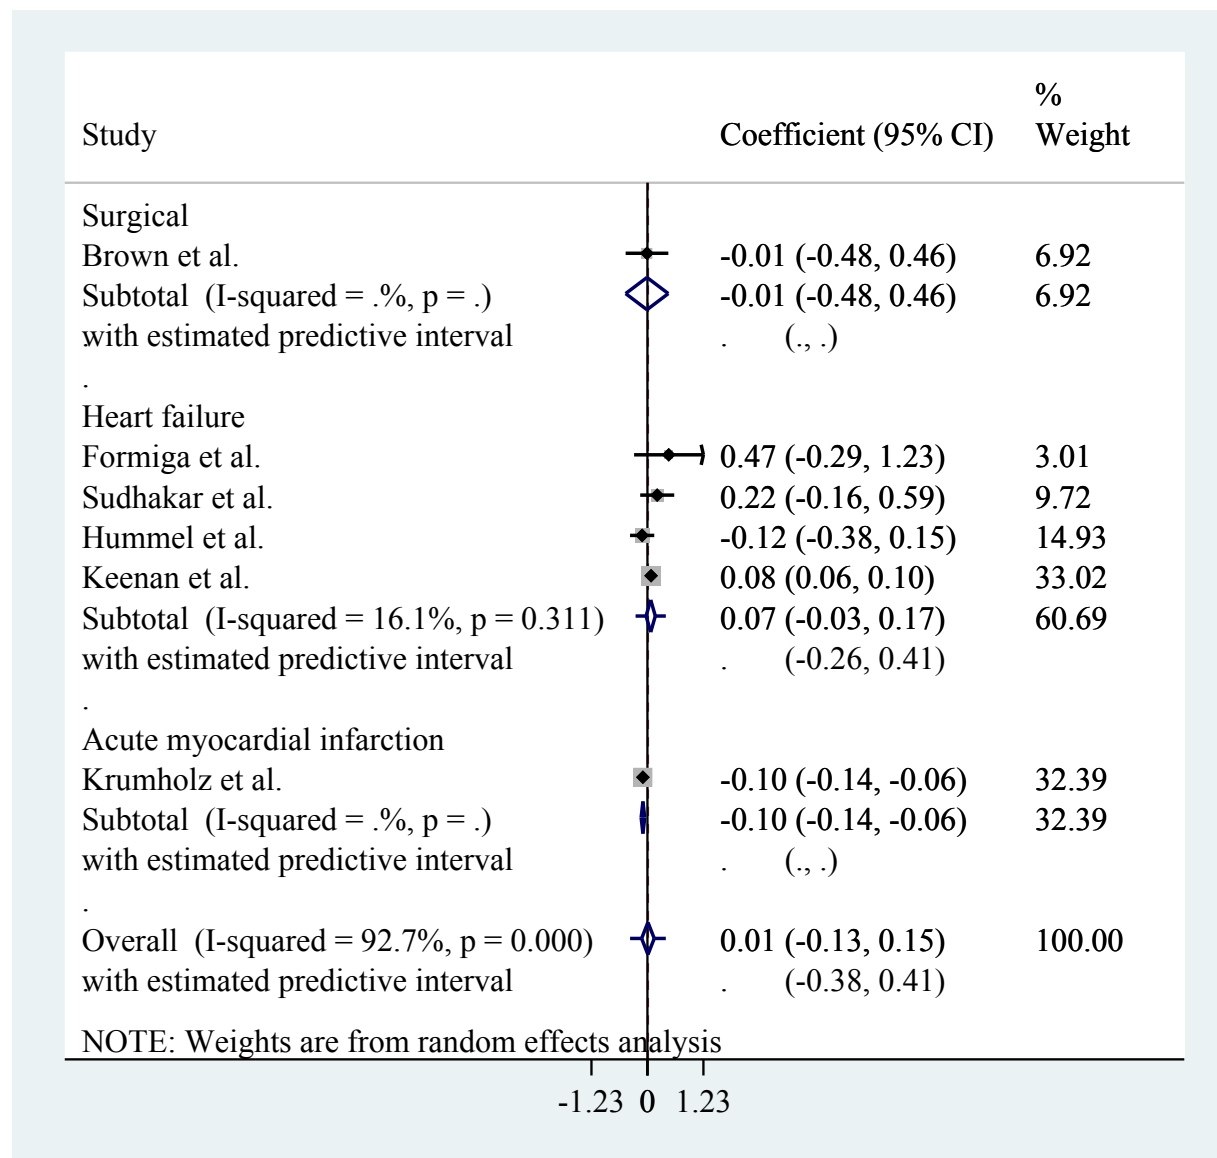 %
Study Coefficient (95% CI) Weight
Surgical
Brown et al. -0.01 (-0.48, 0.46) 6.92
Subtotal (I-squared = .%, p = .) -0.01 (-0.48, 0.46) 6.92
with estimated predictive interval . (., .)
.
Heart failure
Formiga et al. 0.47 (-0.29, 1.23) 3.01
Sudhakar et al. 0.22 (-0.16, 0.59) 9.72
Hummel et al. -0.12 (-0.38, 0.15) 14.93
Keenan et al. 0.08 (0.06, 0.10) 33.02
Subtotal (I-squared = 16.1%, p = 0.311) 0.07 (-0.03, 0.17) 60.69
with estimated predictive interval . (-0.26, 0.41)
.
Acute myocardial infarction
Krumholz et al. -0.10 (-0.14, -0.06) 32.39
Subtotal (I-squared = .%, p = .) -0.10 (-0.14, -0.06) 32.39
with estimated predictive interval . (., .)
.
Overall (I-squared = 92.7%, p = 0.000) 0.01 (-0.13, 0.15) 100.00
with estimated predictive interval . (-0.38, 0.41)
NOTE: Weights are from random effects analysis
-1.23 0 1.23